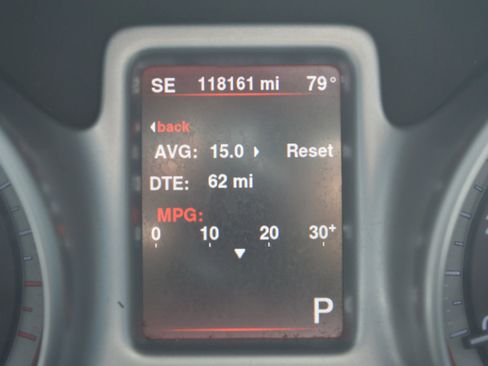 SE 118161 mi 79°
back
AVG: 15.0 Reset
DTE: 62 mi
MPG:
0 10 20 30+
P